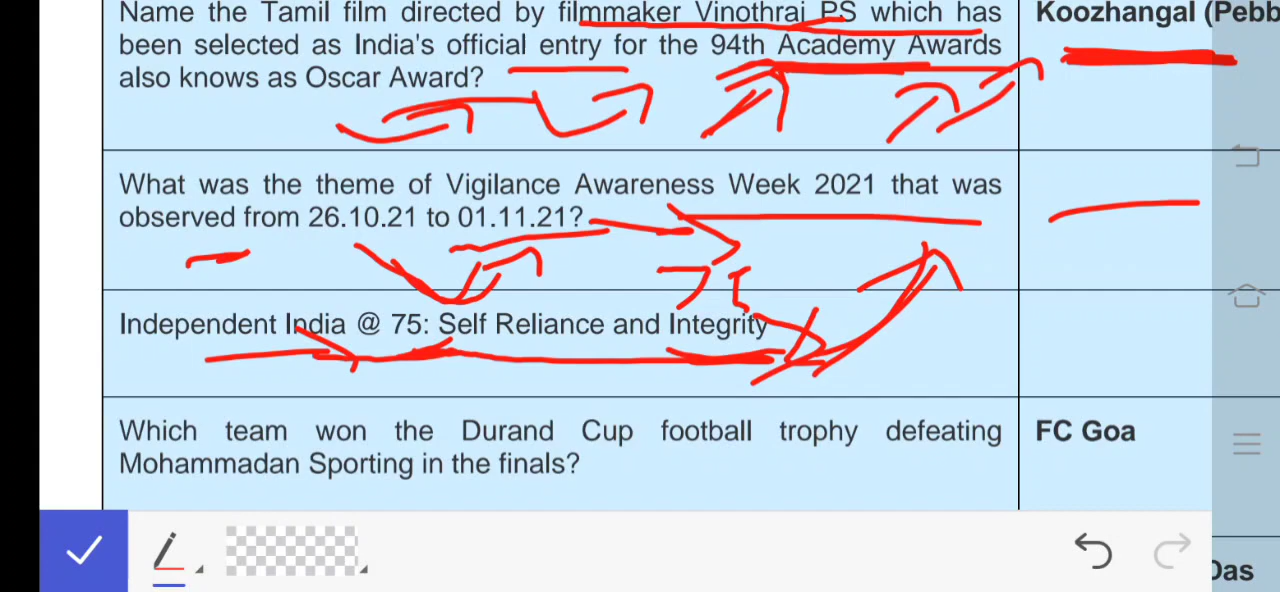 Name the Tamil film directed by filmmaker Vinothraj PS which has
been selected as India's official entry for the 94th Academy Awards
also knows as Oscar Award?
Koozhangal (Pebb
What was the theme of Vigilance Awareness Week 2021 that was
observed from 26.10.21 to 01.11.21?
Independent India @ 75: Self Reliance and Integrity
Which team won the Durand Cup football trophy defeating
Mohammadan Sporting in the finals?
FC Goa
Das